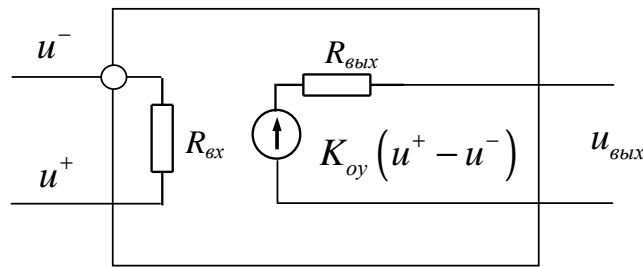 u⁻
R_вых
R_вх
K_оу (u⁺ − u⁻)
u⁺
u_вых